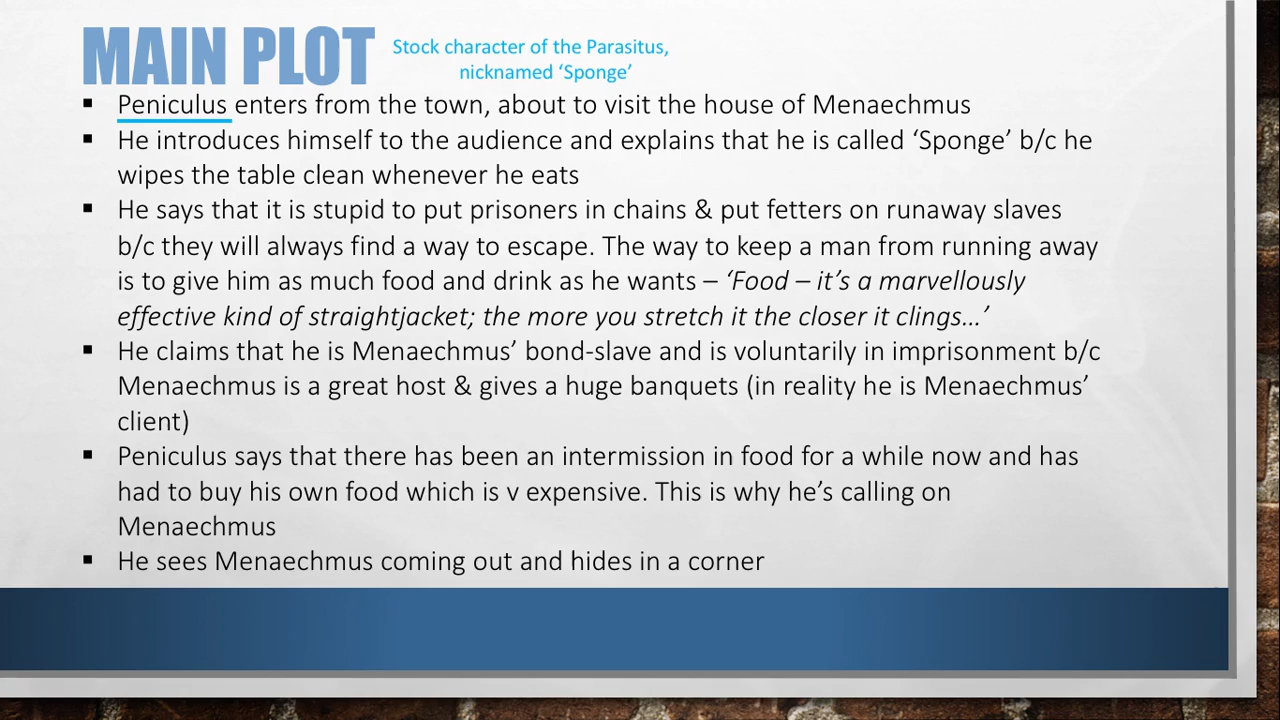 MAIN PLOT
Stock character of the Parasitus,
nicknamed ‘Sponge’
▪ Peniculus enters from the town, about to visit the house of Menaechmus
▪ He introduces himself to the audience and explains that he is called ‘Sponge’ b/c he
wipes the table clean whenever he eats
▪ He says that it is stupid to put prisoners in chains & put fetters on runaway slaves
b/c they will always find a way to escape. The way to keep a man from running away
is to give him as much food and drink as he wants – ‘Food – it’s a marvellously
effective kind of straightjacket; the more you stretch it the closer it clings…’
▪ He claims that he is Menaechmus’ bond-slave and is voluntarily in imprisonment b/c
Menaechmus is a great host & gives a huge banquets (in reality he is Menaechmus’
client)
▪ Peniculus says that there has been an intermission in food for a while now and has
had to buy his own food which is v expensive. This is why he’s calling on
Menaechmus
▪ He sees Menaechmus coming out and hides in a corner